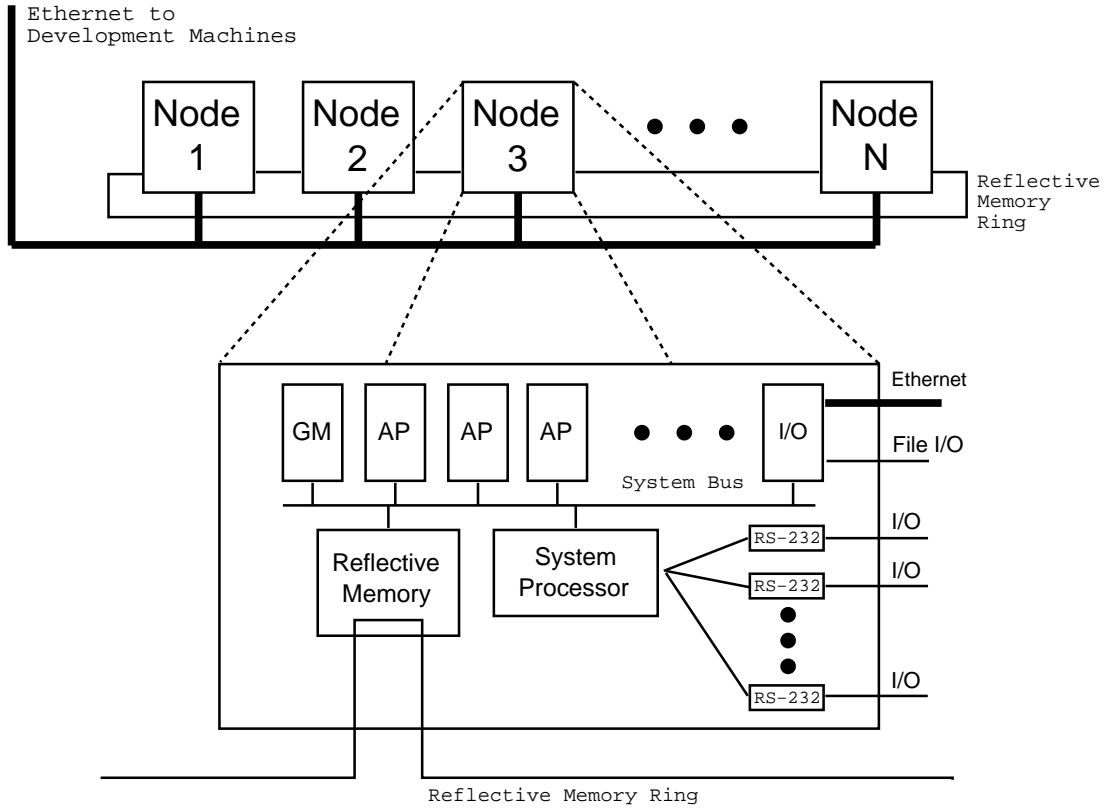 Ethernet to
Development Machines
Node
1
Node
2
Node
3
Node
N
Reflective
Memory
Ring
Ethernet
GM
AP
AP
AP
I/O
File I/O
System Bus
I/O
RS-232
Reflective
Memory
System
Processor
I/O
RS-232
I/O
RS-232
Reflective Memory Ring